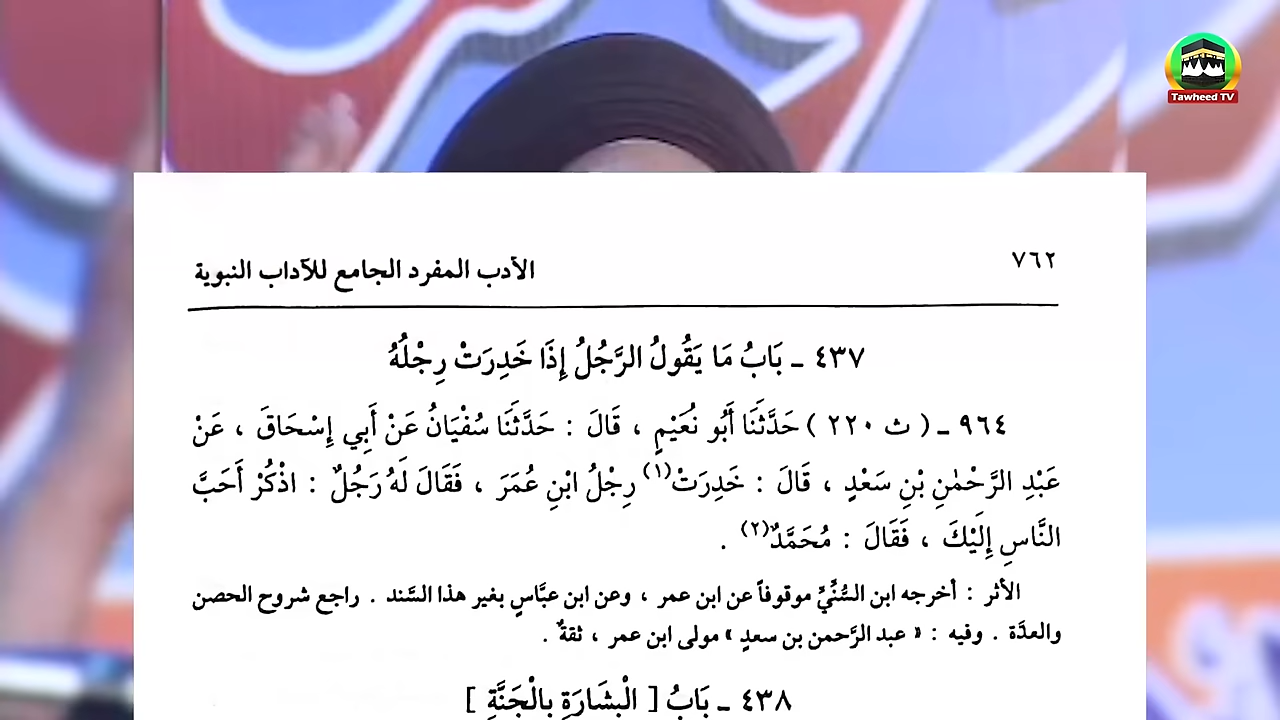 Tawheed TV
٧٦٢
الأدب المفرد الجامع للآداب النبوية
٤٣٧ ـ بَابُ مَا يَقُولُ الرَّجُلُ إِذَا خَدِرَتْ رِجْلُهُ
٩٦٤ ـ ( ث ٢٢٠ ) حَدَّثَنَا أَبُو نُعَيْمٍ ، قَالَ : حَدَّثَنَا سُفْيَانُ عَنْ أَبِي إِسْحَاقَ ، عَنْ
عَبْدِ الرَّحْمٰنِ بْنِ سَعْدٍ ، قَالَ : خَدِرَتْ(١) رِجْلُ ابْنِ عُمَرَ ، فَقَالَ لَهُ رَجُلٌ : اذْكُرْ أَحَبَّ
النَّاسِ إِلَيْكَ ، فَقَالَ : مُحَمَّدٌ(٢) .
الأثر : أخرجه ابن السُّنِّيِّ موقوفاً عن ابن عمر ، وعن ابن عبَّاسٍ بغير هذا السَّند . راجع شروح الحصن
والعدَّة . وفيه : « عبد الرَّحمن بن سعدٍ » مولى ابن عمر ، ثقةٌ .
٤٣٨ ـ بَابُ [ الْبشَارَةِ بِالْجَنَّةِ ]